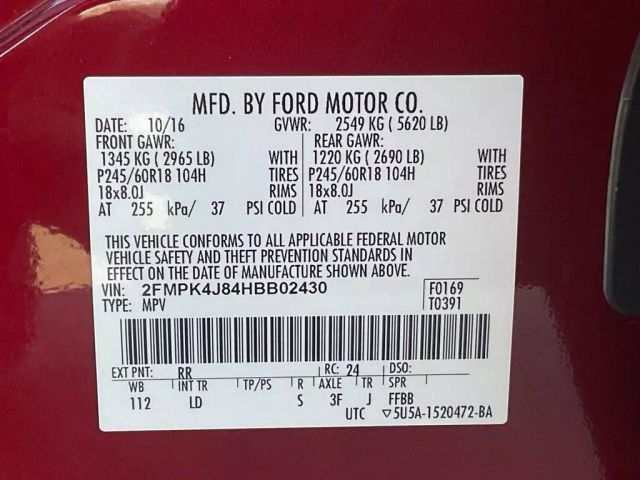 MFD. BY FORD MOTOR CO.
DATE: 10/16 GVWR: 2549 KG ( 5620 LB)
FRONT GAWR: REAR GAWR:
1345 KG ( 2965 LB) WITH 1220 KG ( 2690 LB) WITH
P245/60R18 104H TIRES P245/60R18 104H TIRES
18x8.0J RIMS 18x8.0J RIMS
AT 255 kPa/ 37 PSI COLD AT 255 kPa/ 37 PSI COLD
THIS VEHICLE CONFORMS TO ALL APPLICABLE FEDERAL MOTOR
VEHICLE SAFETY AND THEFT PREVENTION STANDARDS IN
EFFECT ON THE DATE OF MANUFACTURE SHOWN ABOVE.
VIN: 2FMPK4J84HBB02430 F0169
TYPE: MPV T0391
EXT PNT: RR RC: 24 DSO:
WB INT TR TP/PS R AXLE TR SPR
112 LD S 3F J FFBB
UTC ▽5U5A-1520472-BA